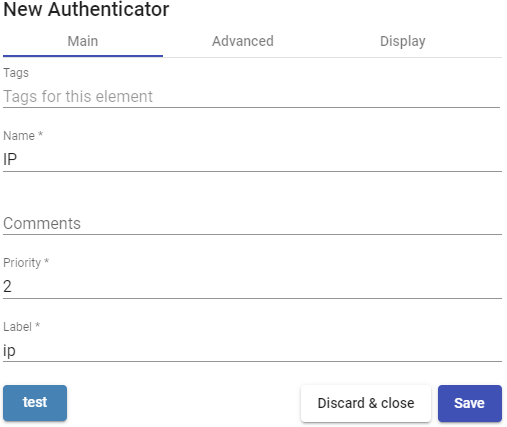 New Authenticator
Main Advanced Display
Tags
Tags for this element
Name *
IP
Comments
Priority *
2
Label *
ip
test Discard & close Save